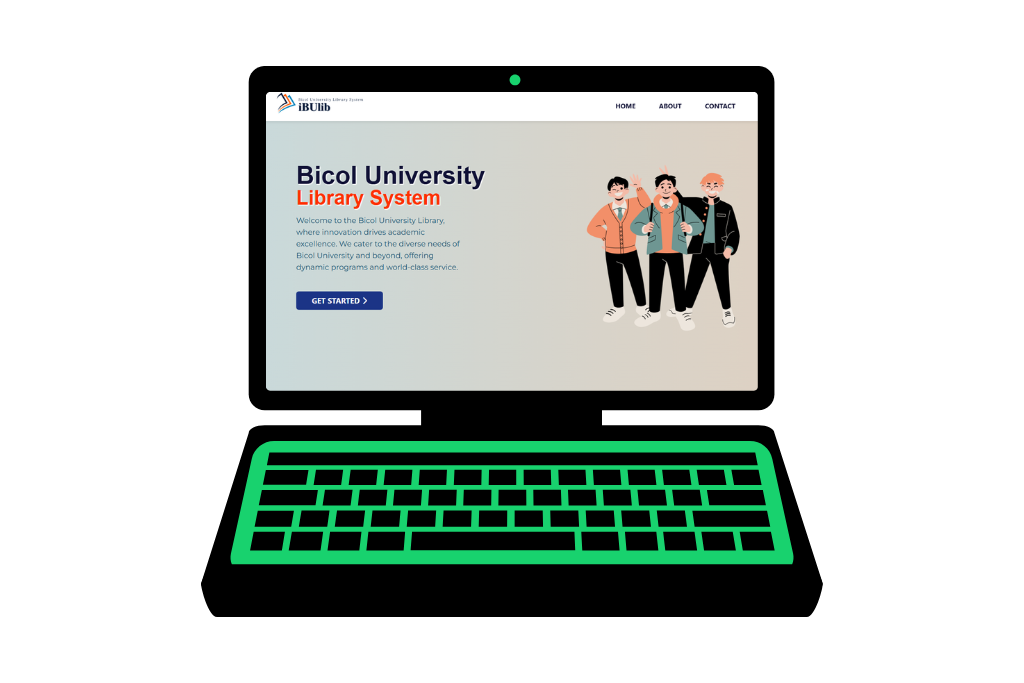 Bicol University Library System
iBUlib
HOME ABOUT CONTACT
Bicol University
Library System
Welcome to the Bicol University Library,
where innovation drives academic
excellence. We cater to the diverse needs of
Bicol University and beyond, offering
dynamic programs and world-class service.
GET STARTED